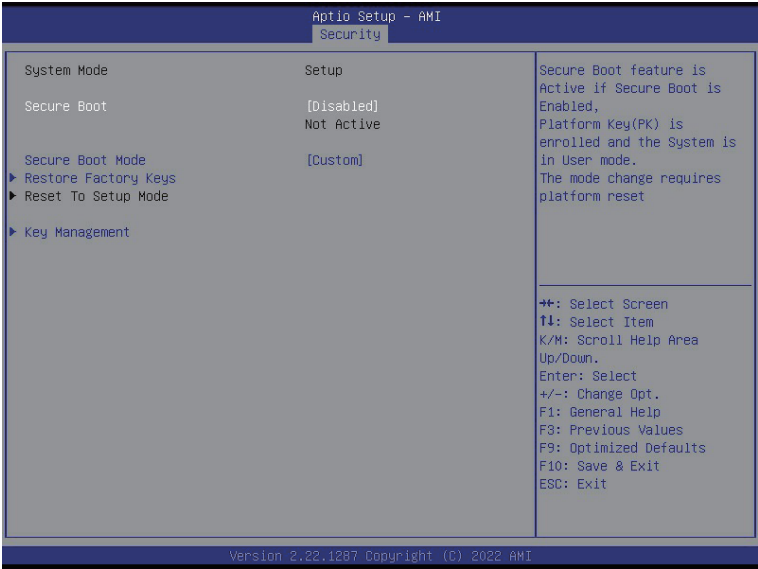 Aptio Setup – AMI
Security
System Mode Setup
Secure Boot [Disabled]
Not Active
Secure Boot Mode [Custom]
▶ Restore Factory Keys
▶ Reset To Setup Mode
▶ Key Management
Secure Boot feature is
Active if Secure Boot is
Enabled,
Platform Key(PK) is
enrolled and the System is
in User mode.
The mode change requires
platform reset
→←: Select Screen
↑↓: Select Item
K/M: Scroll Help Area
Up/Down.
Enter: Select
+/-: Change Opt.
F1: General Help
F3: Previous Values
F9: Optimized Defaults
F10: Save & Exit
ESC: Exit
Version 2.22.1287 Copyright (C) 2022 AMI